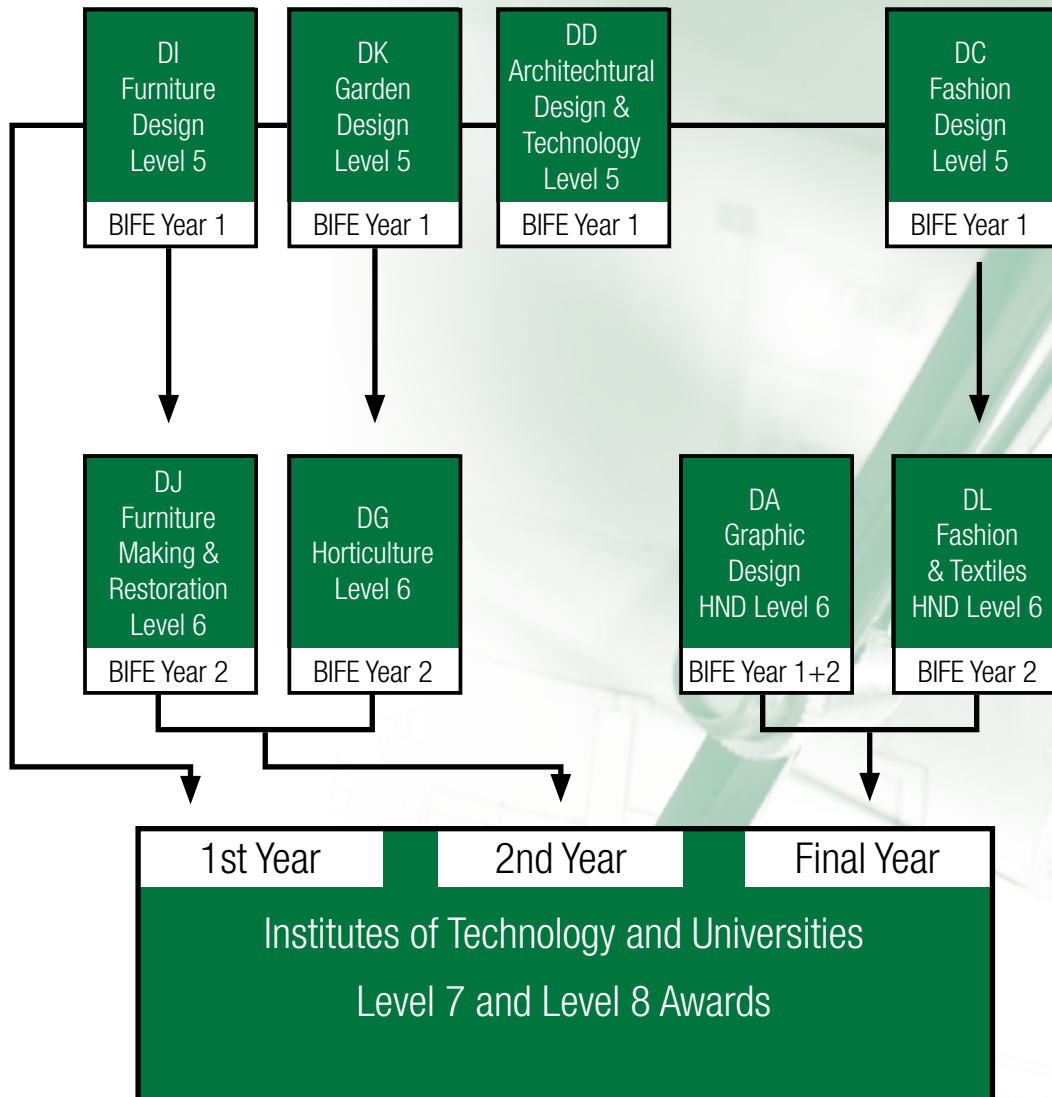 DI
Furniture
Design
Level 5
BIFE Year 1
DK
Garden
Design
Level 5
BIFE Year 1
DD
Architechtural
Design &
Technology
Level 5
BIFE Year 1
DC
Fashion
Design
Level 5
BIFE Year 1
DJ
Furniture
Making &
Restoration
Level 6
BIFE Year 2
DG
Horticulture
Level 6
BIFE Year 2
DA
Graphic
Design
HND Level 6
BIFE Year 1+2
DL
Fashion
& Textiles
HND Level 6
BIFE Year 2
1st Year
2nd Year
Final Year
Institutes of Technology and Universities
Level 7 and Level 8 Awards